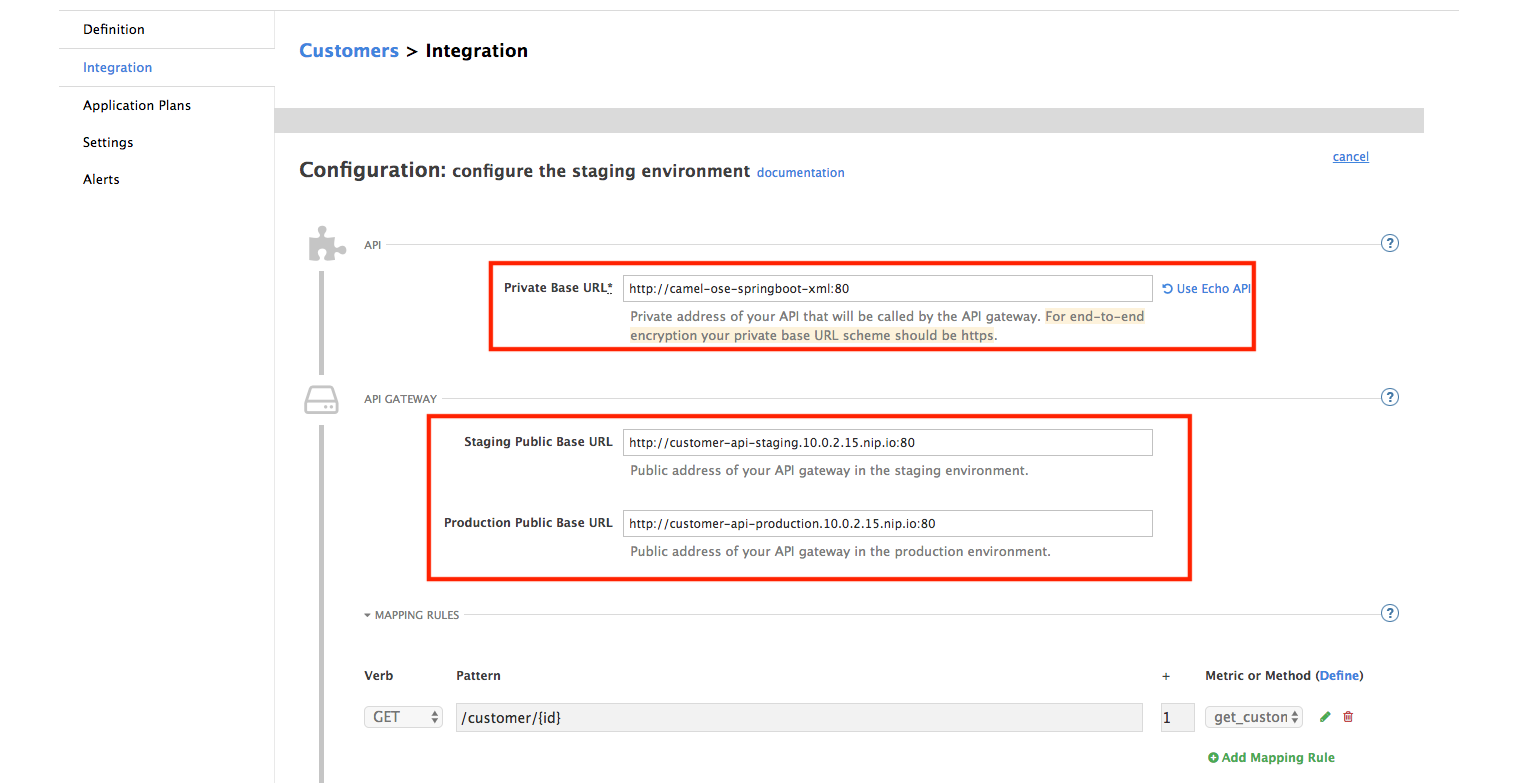 Definition
Integration
Application Plans
Settings
Alerts
Customers > Integration
Configuration: configure the staging environment documentation
cancel
API
?
Private Base URL* http://camel-ose-springboot-xml:80 Use Echo API
Private address of your API that will be called by the API gateway. For end-to-end
encryption your private base URL scheme should be https.
API GATEWAY
?
Staging Public Base URL http://customer-api-staging.10.0.2.15.nip.io:80
Public address of your API gateway in the staging environment.
Production Public Base URL http://customer-api-production.10.0.2.15.nip.io:80
Public address of your API gateway in the production environment.
MAPPING RULES
?
Verb Pattern + Metric or Method (Define)
GET /customer/{id} 1 get_custon
Add Mapping Rule